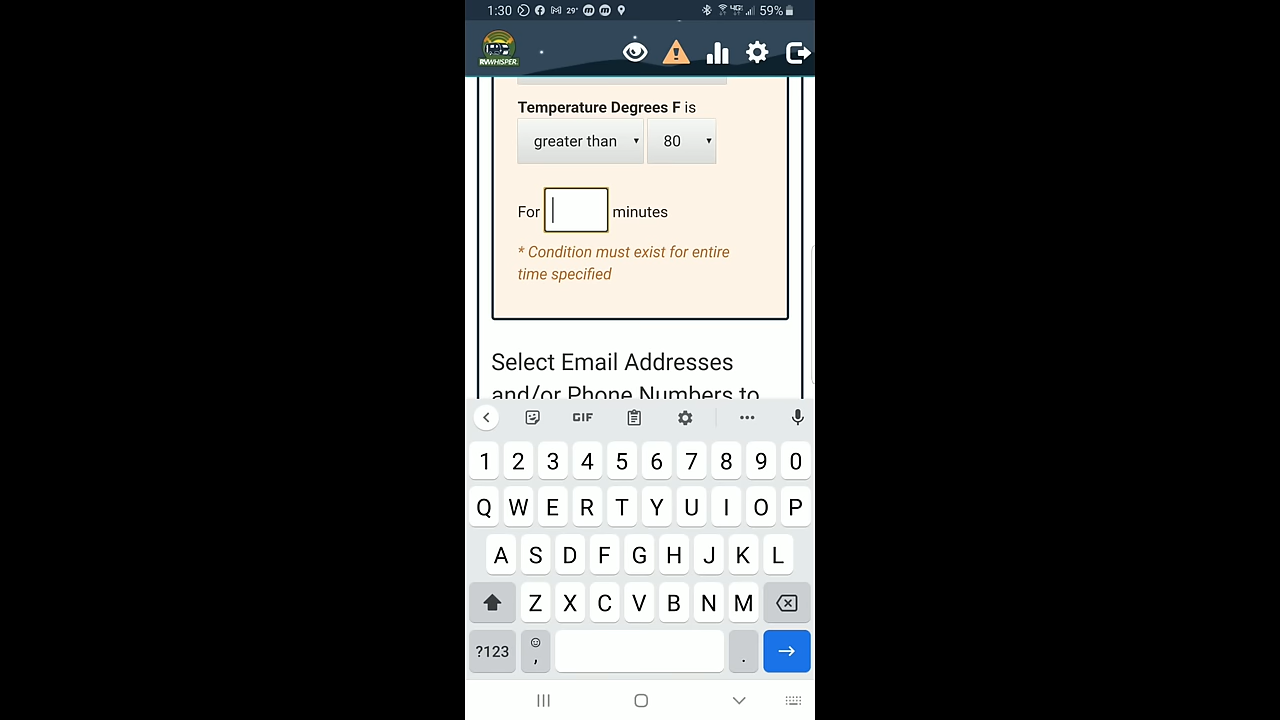 1:30 29° 4G 59%
RVWHISPER.
Temperature Degrees F is
greater than 80
For minutes
* Condition must exist for entire
time specified
Select Email Addresses
and/or Phone Numbers to
GIF
1 2 3 4 5 6 7 8 9 0
Q W E R T Y U I O P
A S D F G H J K L
Z X C V B N M
?123 , .